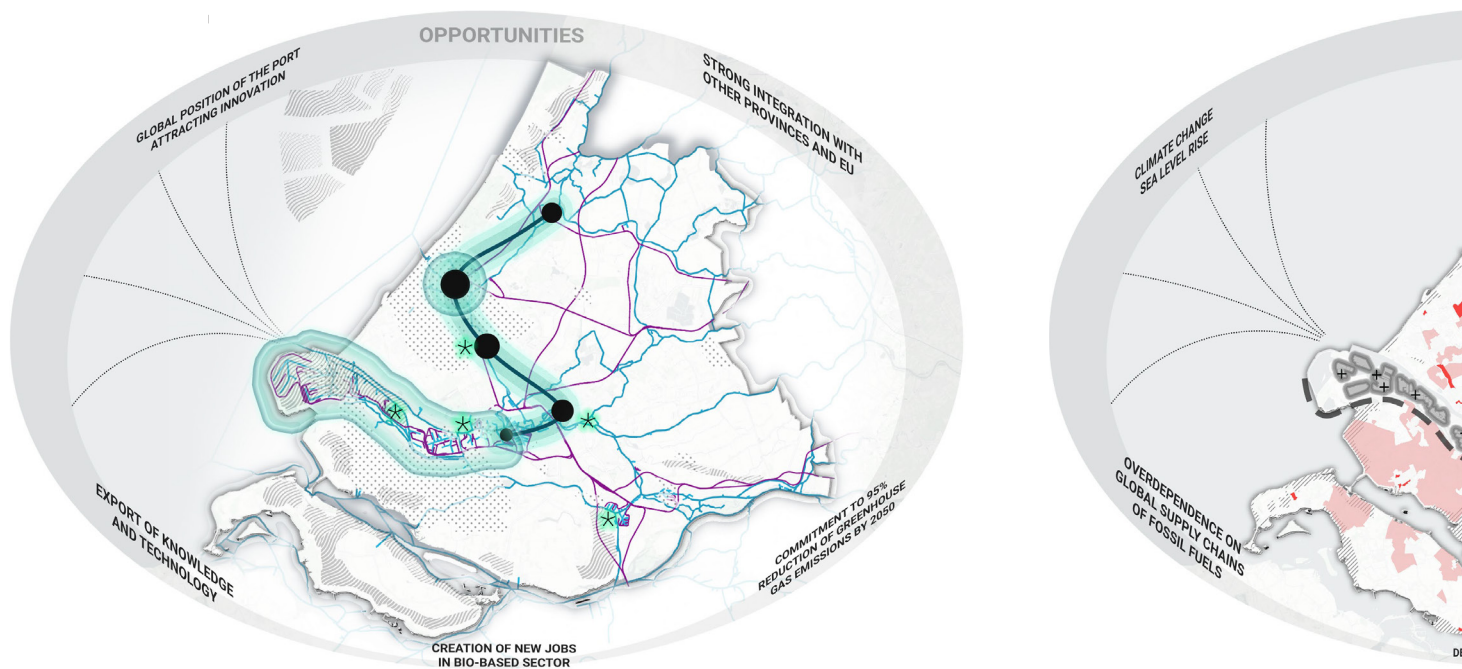 OPPORTUNITIES
GLOBAL POSITION OF THE PORT
ATTRACTING INNOVATION
STRONG INTEGRATION WITH
OTHER PROVINCES AND EU
EXPORT OF KNOWLEDGE
AND TECHNOLOGY
COMMITMENT TO 95%
REDUCTION OF GREENHOUSE
GAS EMISSIONS BY 2050
CREATION OF NEW JOBS
IN BIO-BASED SECTOR
CLIMATE CHANGE
SEA LEVEL RISE
OVERDEPENDENCE ON
GLOBAL SUPPLY CHAINS
OF FOSSIL FUELS